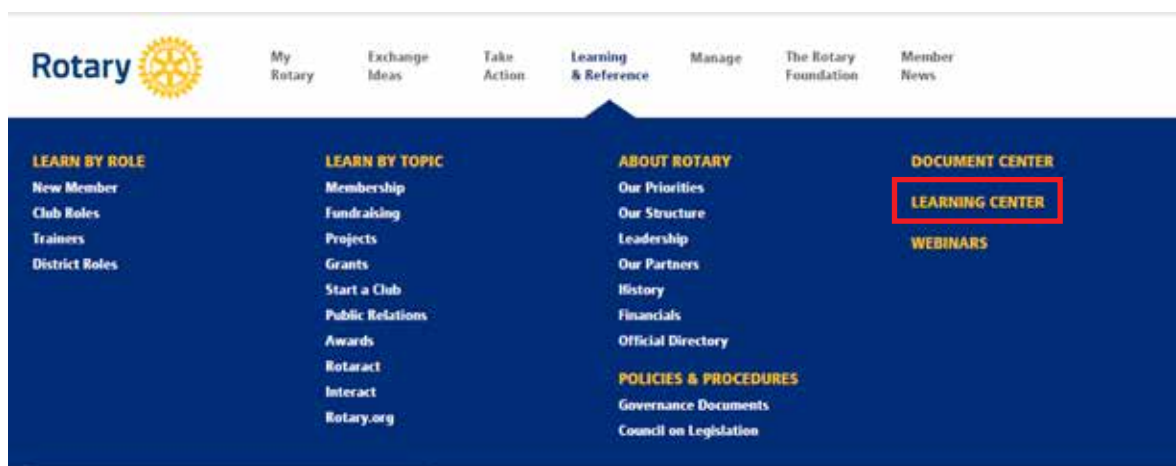 Rotary
My Rotary
Exchange Ideas
Take Action
Learning & Reference
Manage
The Rotary Foundation
Member News
LEARN BY ROLE
New Member
Club Roles
Trainers
District Roles
LEARN BY TOPIC
Membership
Fundraising
Projects
Grants
Start a Club
Public Relations
Awards
Rotaract
Interact
Rotary.org
ABOUT ROTARY
Our Priorities
Our Structure
Leadership
Our Partners
History
Financials
Official Directory
POLICIES & PROCEDURES
Governance Documents
Council on Legislation
DOCUMENT CENTER
LEARNING CENTER
WEBINARS